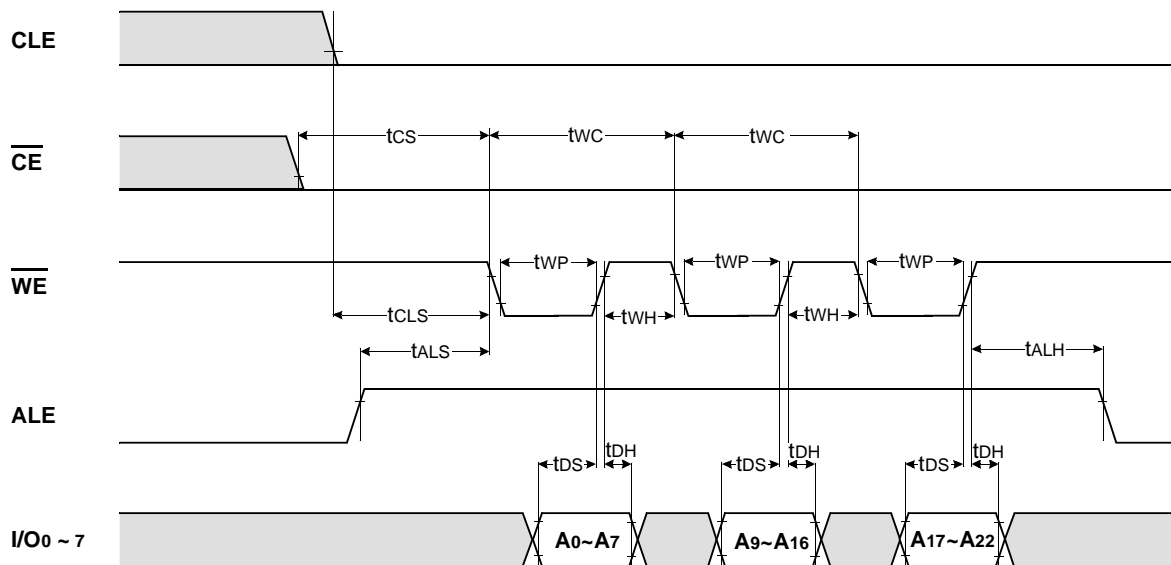 CLE
tCS tWC tWC
CE
tWP tWP tWP
WE
tCLS tWH tWH
tALS tALH
ALE
tDS tDH tDS tDH tDS tDH
I/O0 ~ 7 A0~A7 A9~A16 A17~A22